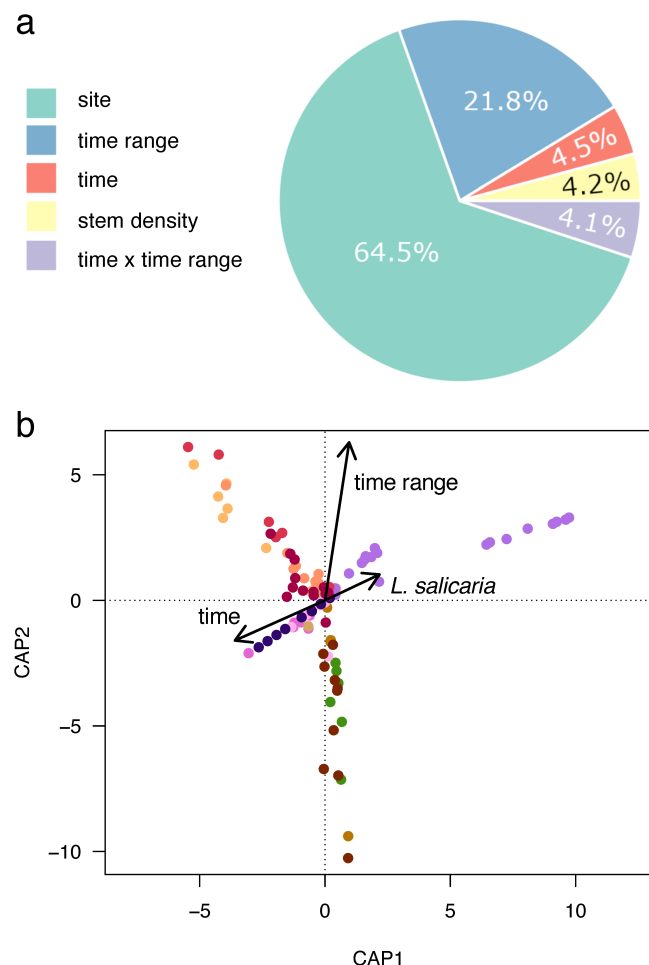 a
site
time range
time
stem density
time x time range
21.8%
4.5%
4.2%
4.1%
64.5%
b
5
0
−5
−10
CAP2
time range
L. salicaria
time
−5
0
5
10
CAP1